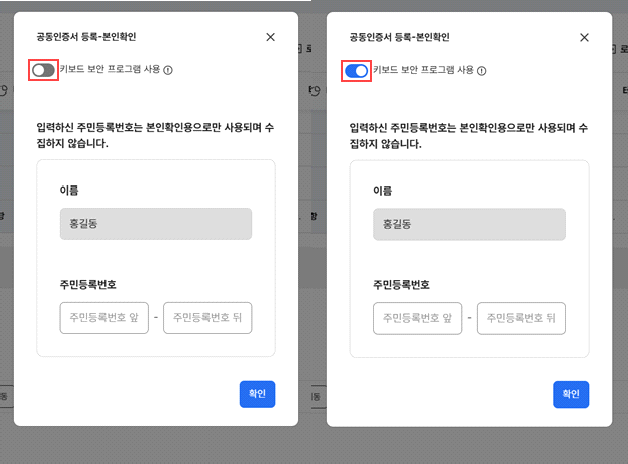 공동인증서 등록-본인확인
키보드 보안 프로그램 사용
입력하신 주민등록번호는 본인확인용으로만 사용되며 수
집하지 않습니다.
이름
홍길동
주민등록번호
주민등록번호 앞 - 주민등록번호 뒤
확인
공동인증서 등록-본인확인
키보드 보안 프로그램 사용
입력하신 주민등록번호는 본인확인용으로만 사용되며 수
집하지 않습니다.
이름
홍길동
주민등록번호
주민등록번호 앞 - 주민등록번호 뒤
확인